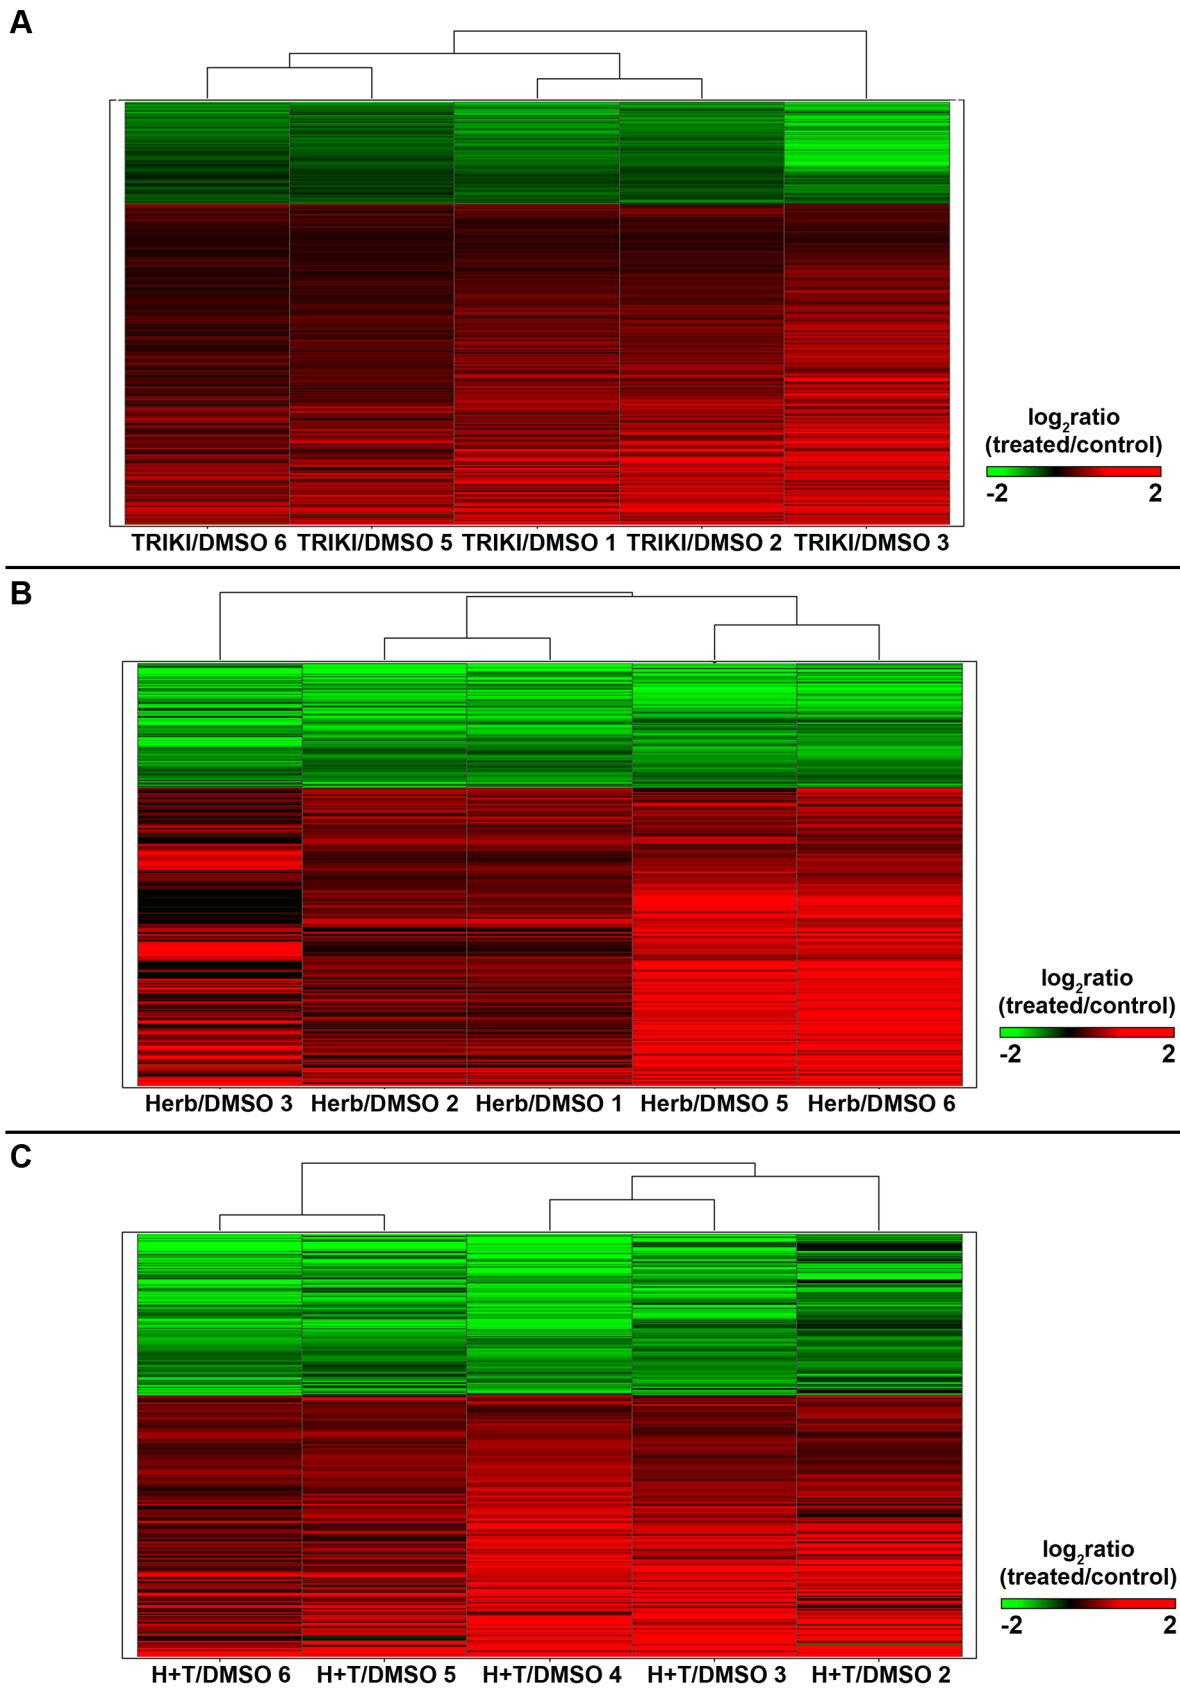 A
log2ratio
(treated/control)
-2 2
TRIKI/DMSO 6 TRIKI/DMSO 5 TRIKI/DMSO 1 TRIKI/DMSO 2 TRIKI/DMSO 3
B
log2ratio
(treated/control)
-2 2
Herb/DMSO 3 Herb/DMSO 2 Herb/DMSO 1 Herb/DMSO 5 Herb/DMSO 6
C
log2ratio
(treated/control)
-2 2
H+T/DMSO 6 H+T/DMSO 5 H+T/DMSO 4 H+T/DMSO 3 H+T/DMSO 2